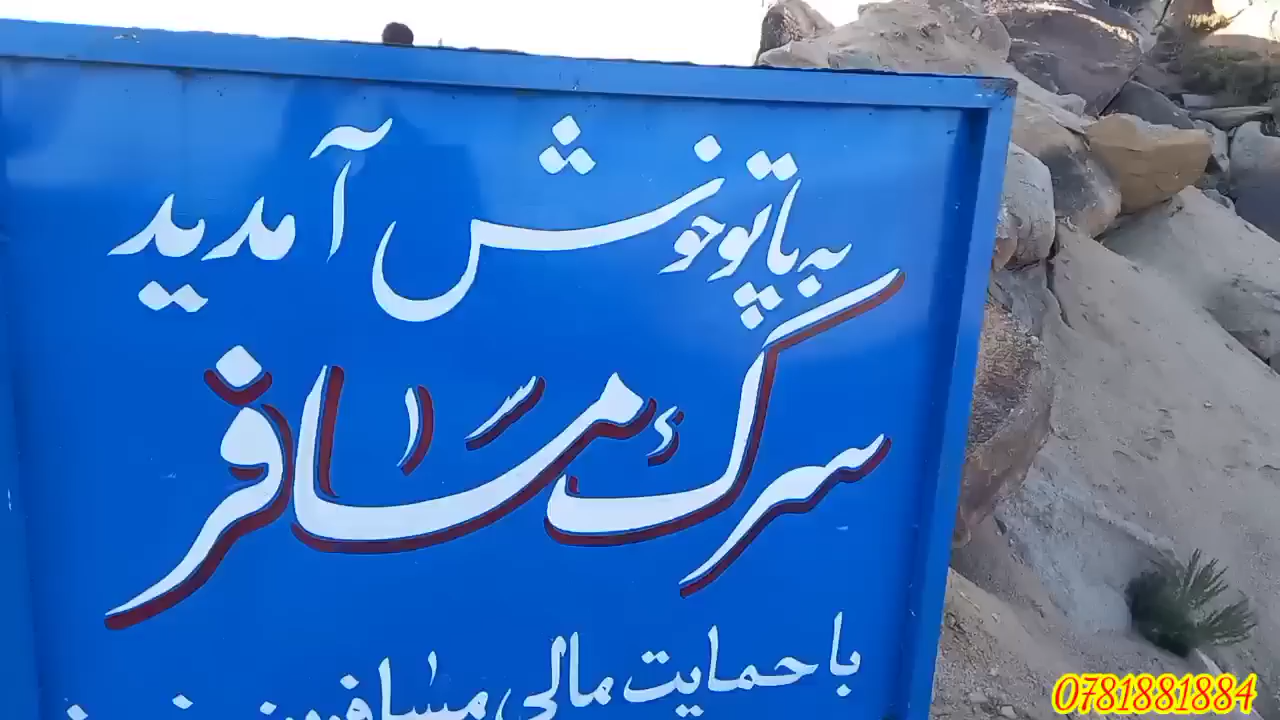 به پاتو خوش آمدید
سرک مسافر
با حمایت مالی
0781881884